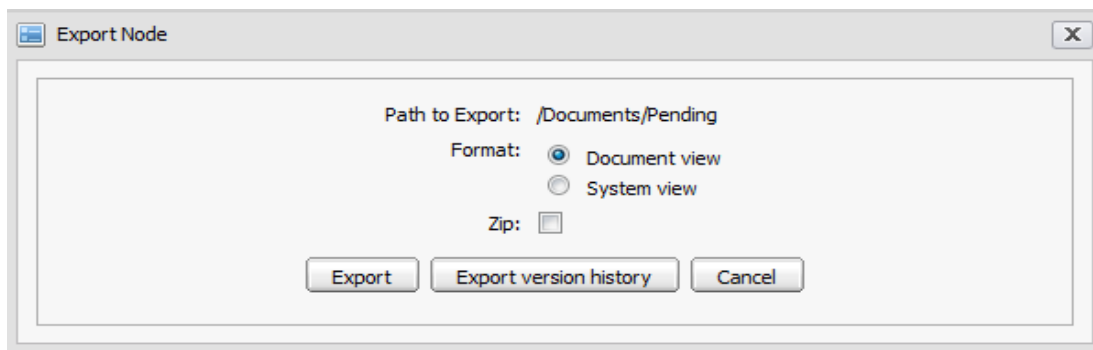 Export Node
X
Path to Export: /Documents/Pending
Format: Document view
System view
Zip:
Export Export version history Cancel